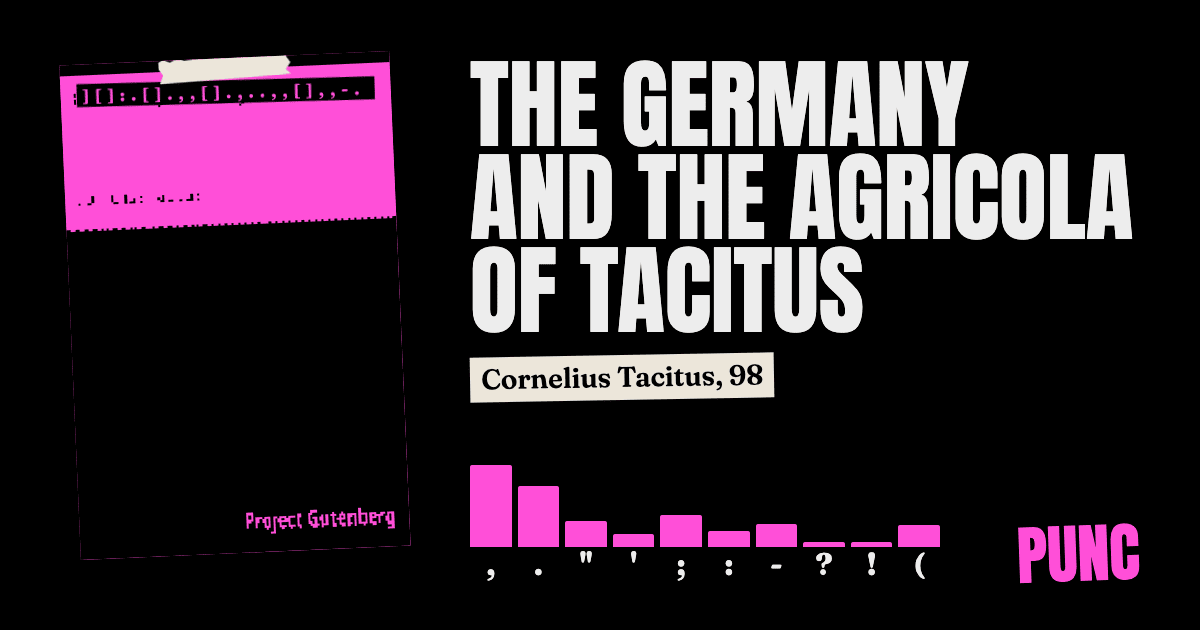 ][]:.[].,,[].,..,,[],,-.
Project Gutenberg
THE GERMANY
AND THE AGRICOLA
OF TACITUS
Cornelius Tacitus, 98
, . " ' ; : - ? ! (
PUNC